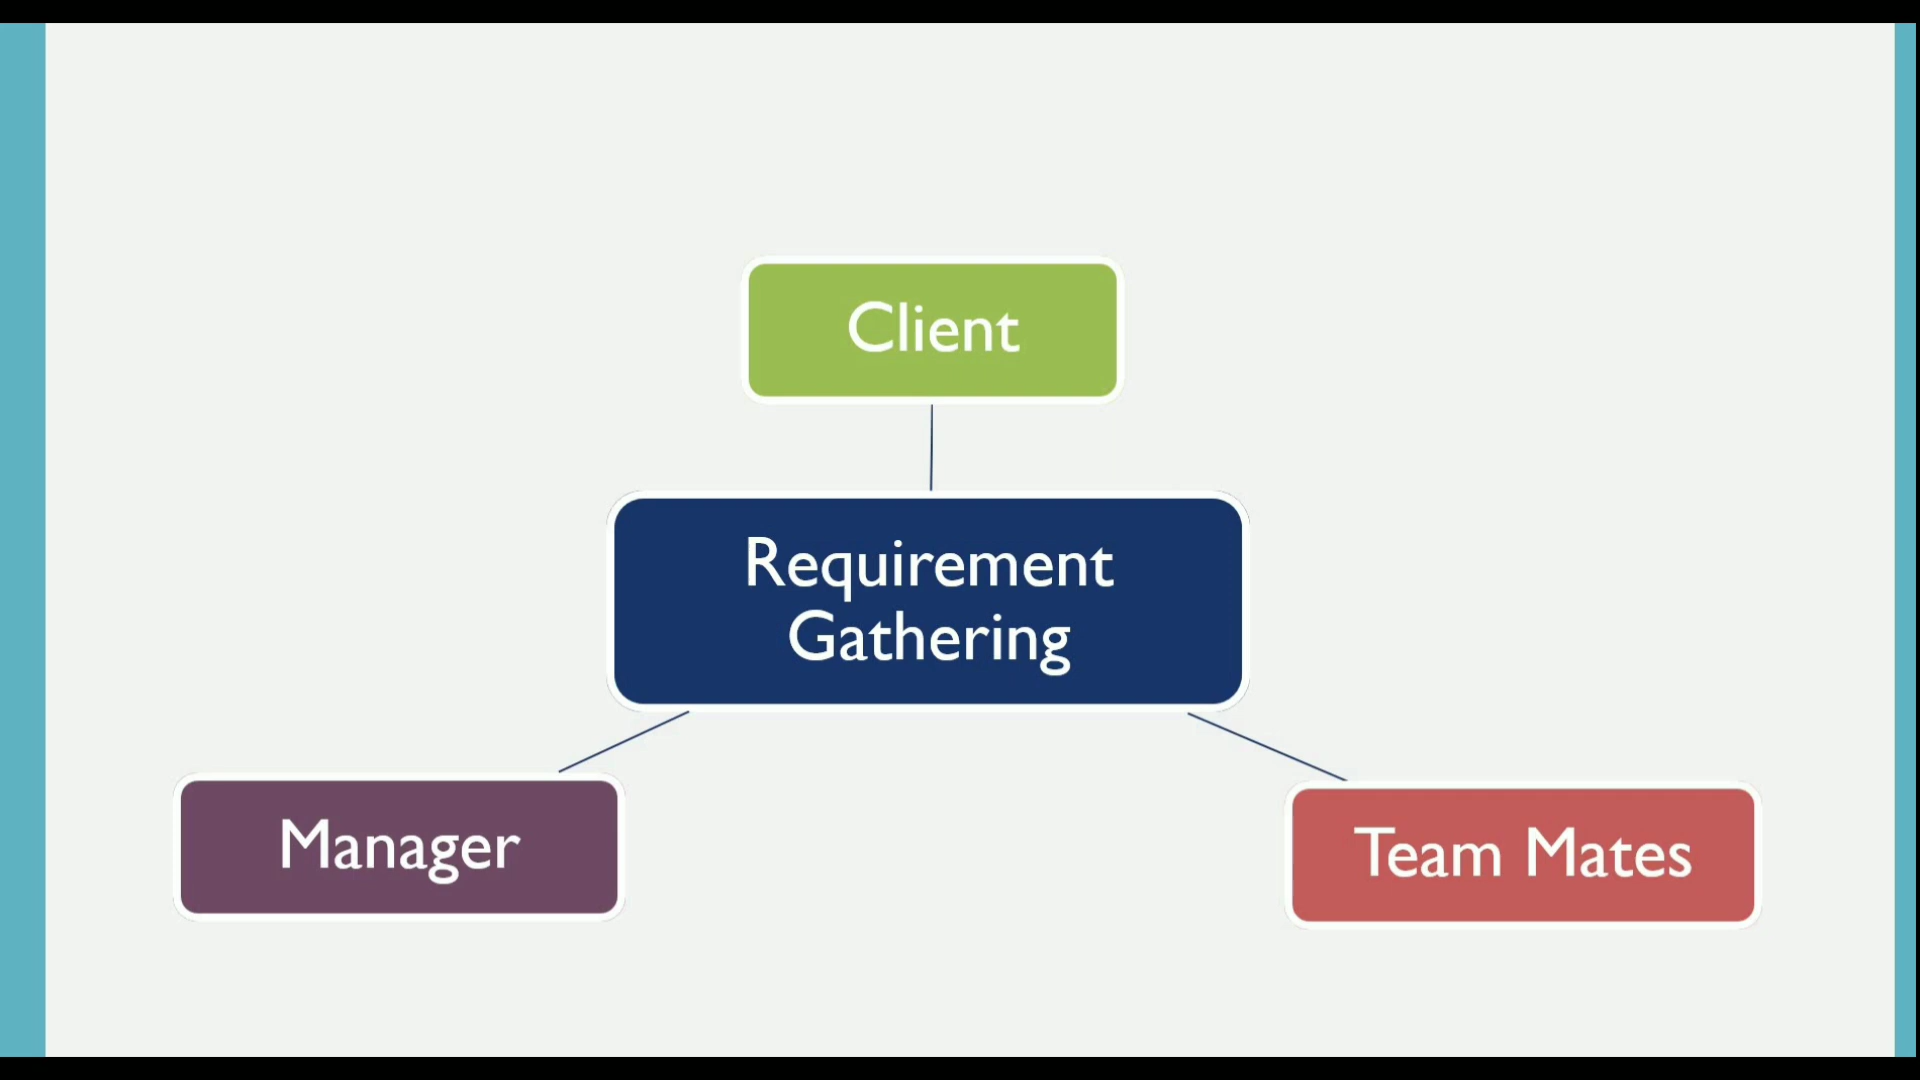 Client
Requirement
Gathering
Manager
Team Mates